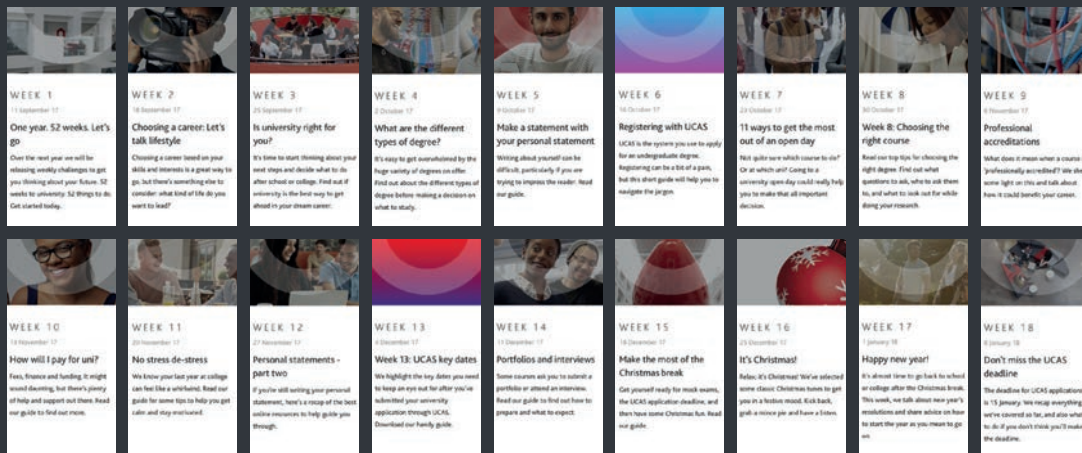 WEEK 1
11 September 17
One year. 52 weeks. Let's
go
Over the next year we will be
releasing weekly challenges to get
you thinking about your future. 52
weeks to university. 52 things to do.
Get started today.
WEEK 2
18 September 17
Choosing a career: Let's
talk lifestyle
Choosing a career based on your
skills and interests is a great way to
go, but there's something else to
consider: what kind of life do you
want to lead?
WEEK 3
25 September 17
Is university right for
you?
It's time to start thinking about your
next steps and decide what to do
after school or college. Find out if
university is the best way to get
ahead in your dream career.
WEEK 4
2 October 17
What are the different
types of degree?
It's easy to get overwhelmed by the
huge variety of degrees on offer.
Find out about the different types of
degree before making a decision on
what to study.
WEEK 5
9 October 17
Make a statement with
your personal statement
Writing about yourself can be
difficult, particularly if you are
trying to impress the reader. Read
our guide.
WEEK 6
16 October 17
Registering with UCAS
UCAS is the system you use to apply
for an undergraduate degree.
Registering can be a bit of a pain,
but this short guide will help you to
navigate the jargon.
WEEK 7
23 October 17
11 ways to get the most
out of an open day
Not quite sure which course to do?
Or at which uni? Going to a
university open day could really help
you to make that all important
decision.
WEEK 8
30 October 17
Week 8: Choosing the
right course
Read our top tips for choosing the
right degree. Find out what
questions to ask, who to ask them
to, and what to look out for while
doing your research.
WEEK 9
6 November 17
Professional
accreditations
What does it mean when a course
'professionally accredited'? We she
some light on this and talk about
how it could benefit your career.
WEEK 10
13 November 17
How will I pay for uni?
Fees, finance and funding. It might
sound daunting, but there's plenty
of help and support out there. Read
our guide to find out more.
WEEK 11
20 November 17
No stress de-stress
We know your last year at college
can feel like a whirlwind. Read our
guide for some tips to help you get
calm and stay motivated.
WEEK 12
27 November 17
Personal statements -
part two
If you're still writing your personal
statement, here's a recap of the best
online resources to help guide you
through.
WEEK 13
4 December 17
Week 13: UCAS key dates
We highlight the key dates you need
to keep an eye out for after you've
submitted your university
application through UCAS.
Download our handy guide.
WEEK 14
11 December 17
Portfolios and interviews
Some courses ask you to submit a
portfolio or attend an interview.
Read our guide to find out how to
prepare and what to expect.
WEEK 15
18 December 17
Make the most of the
Christmas break
Get yourself ready for mock exams,
the UCAS application deadline, and
then have some Christmas fun. Read
our guide.
WEEK 16
25 December 17
It's Christmas!
Relax, it's Christmas! We've selected
some classic Christmas tunes to get
you in a festive mood. Kick back,
grab a mince pie and have a listen.
WEEK 17
1 January 18
Happy new year!
It's almost time to go back to school
or college after the Christmas break.
This week, we talk about new year's
resolutions and share advice on how
to start the year as you mean to go
on.
WEEK 18
8 January 18
Don't miss the UCAS
deadline
The deadline for UCAS applications
is 15 January. We recap everything
we've covered so far, and also what
to do if you don't think you'll make
the deadline.